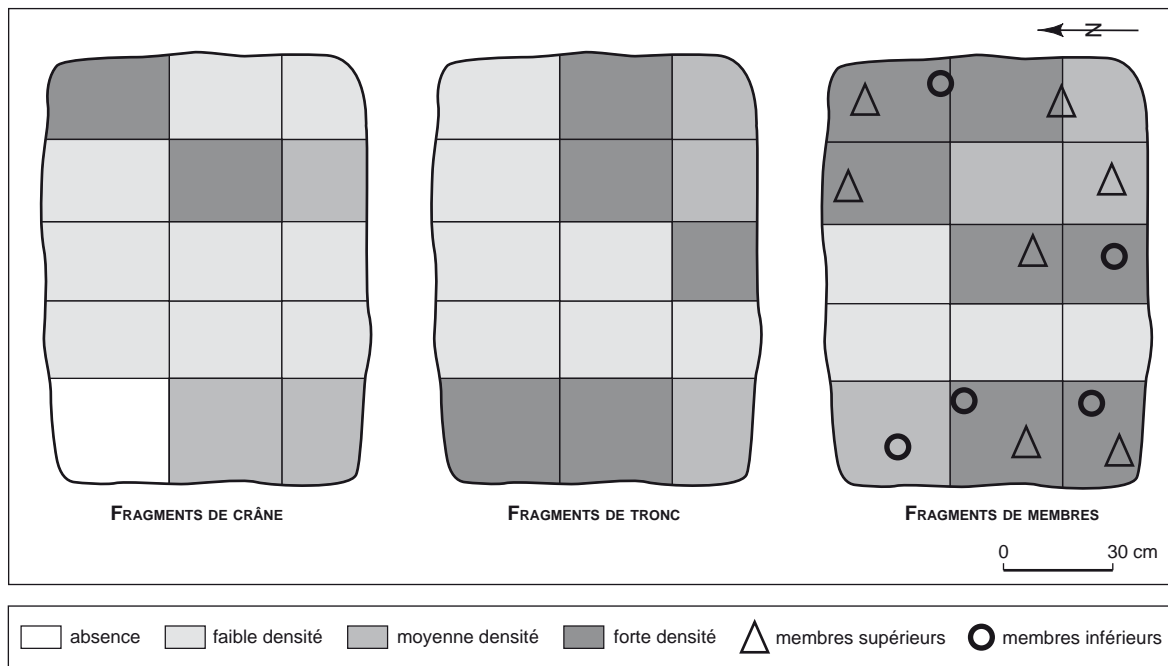 N
FRAGMENTS DE CRÂNE
FRAGMENTS DE TRONC
FRAGMENTS DE MEMBRES
0 30 cm
absence faible densité moyenne densité forte densité membres supérieurs membres inférieurs